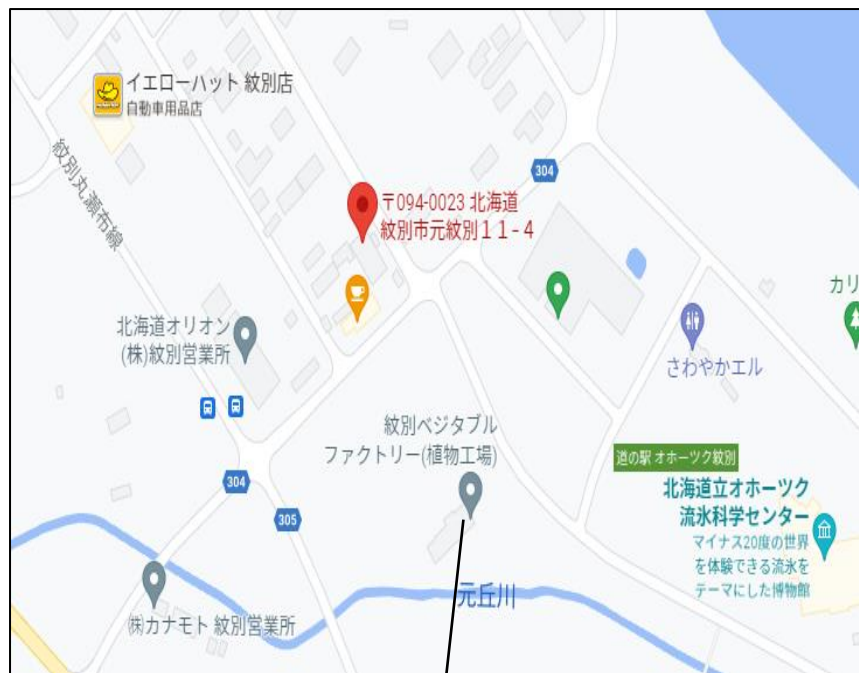 イエローハット 紋別店
自動車用品店
紋別丸瀬布線
304
〒094-0023 北海道
紋別市元紋別11-4
カリ
北海道オリオン
(株)紋別営業所
さわやかエル
紋別ベジタブル
ファクトリー(植物工場)
道の駅 オホーツク紋別
304
305
北海道立オホーツク
流氷科学センター
マイナス20度の世界
を体験できる流氷を
テーマにした博物館
元丘川
㈱カナモト 紋別営業所